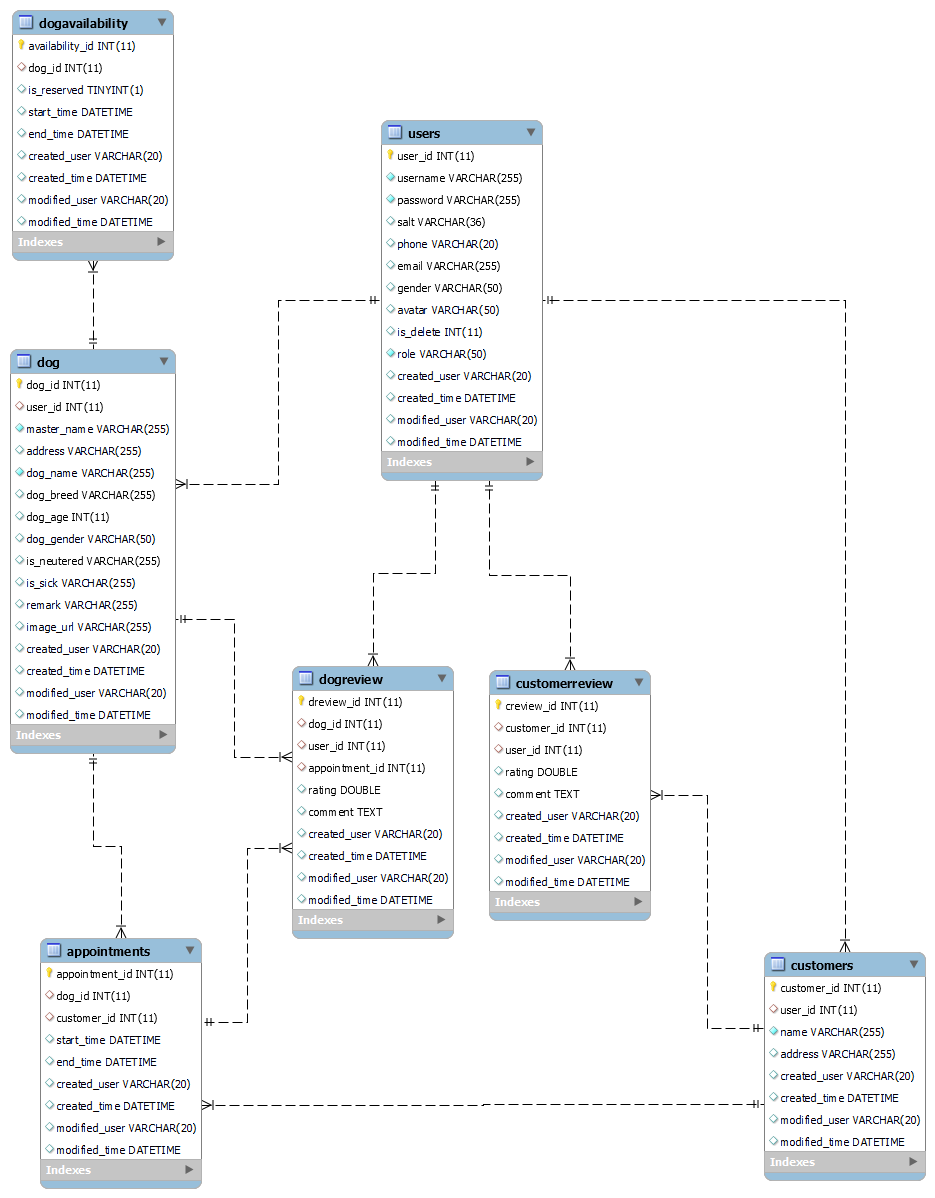 dogavailability
availability_id INT(11)
dog_id INT(11)
is_reserved TINYINT(1)
start_time DATETIME
end_time DATETIME
created_user VARCHAR(20)
created_time DATETIME
modified_user VARCHAR(20)
modified_time DATETIME
Indexes
users
user_id INT(11)
username VARCHAR(255)
password VARCHAR(255)
salt VARCHAR(36)
phone VARCHAR(20)
email VARCHAR(255)
gender VARCHAR(50)
avatar VARCHAR(50)
is_delete INT(11)
role VARCHAR(50)
created_user VARCHAR(20)
created_time DATETIME
modified_user VARCHAR(20)
modified_time DATETIME
Indexes
dog
dog_id INT(11)
user_id INT(11)
master_name VARCHAR(255)
address VARCHAR(255)
dog_name VARCHAR(255)
dog_breed VARCHAR(255)
dog_age INT(11)
dog_gender VARCHAR(50)
is_neutered VARCHAR(255)
is_sick VARCHAR(255)
remark VARCHAR(255)
image_url VARCHAR(255)
created_user VARCHAR(20)
created_time DATETIME
modified_user VARCHAR(20)
modified_time DATETIME
Indexes
dogreview
dreview_id INT(11)
dog_id INT(11)
user_id INT(11)
appointment_id INT(11)
rating DOUBLE
comment TEXT
created_user VARCHAR(20)
created_time DATETIME
modified_user VARCHAR(20)
modified_time DATETIME
Indexes
customerreview
creview_id INT(11)
customer_id INT(11)
user_id INT(11)
rating DOUBLE
comment TEXT
created_user VARCHAR(20)
created_time DATETIME
modified_user VARCHAR(20)
modified_time DATETIME
Indexes
appointments
appointment_id INT(11)
dog_id INT(11)
customer_id INT(11)
start_time DATETIME
end_time DATETIME
created_user VARCHAR(20)
created_time DATETIME
modified_user VARCHAR(20)
modified_time DATETIME
Indexes
customers
customer_id INT(11)
user_id INT(11)
name VARCHAR(255)
address VARCHAR(255)
created_user VARCHAR(20)
created_time DATETIME
modified_user VARCHAR(20)
modified_time DATETIME
Indexes